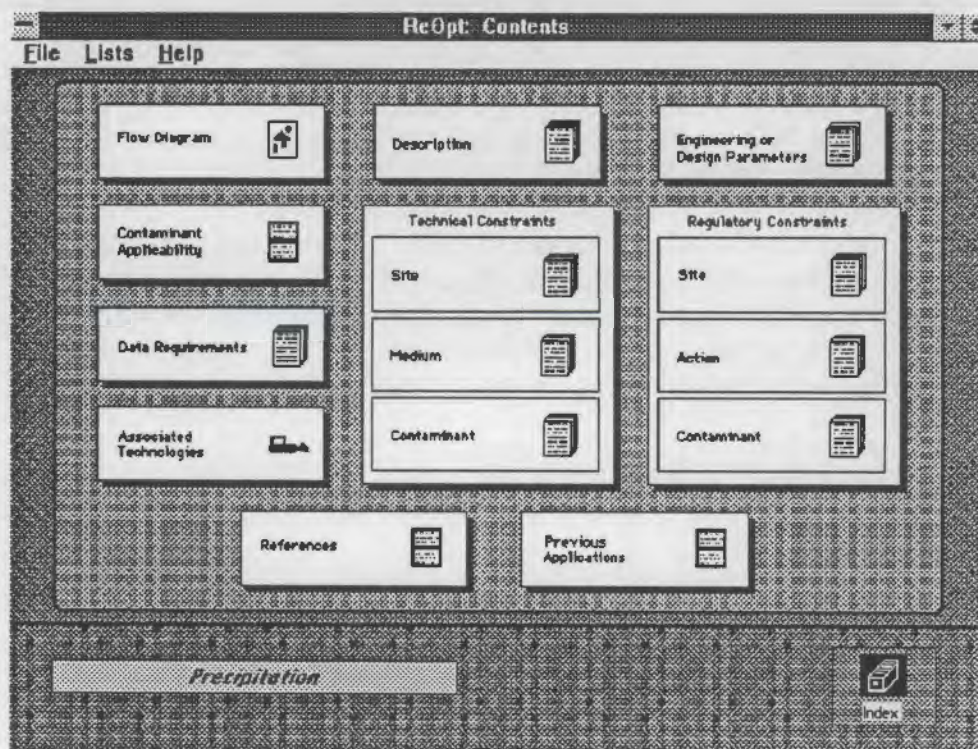 ReOpt: Contents
File Lists Help
Flow Diagram
Description
Engineering or
Design Parameters
Contaminant
Applicability
Technical Constraints
Regulatory Constraints
Site
Site
Data Requirements
Medium
Action
Associated
Technologies
Contaminant
Contaminant
References
Previous
Applications
Precipitation
Index